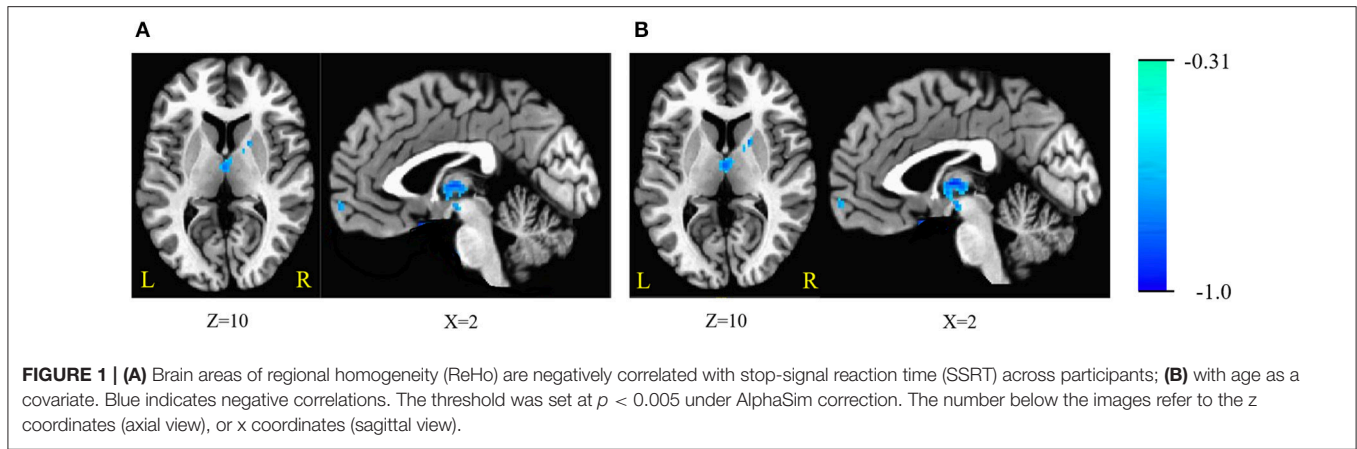 A
B
L
R
L
R
-0.31
-1.0
Z=10
X=2
Z=10
X=2
FIGURE 1 | (A) Brain areas of regional homogeneity (ReHo) are negatively correlated with stop-signal reaction time (SSRT) across participants; (B) with age as a
covariate. Blue indicates negative correlations. The threshold was set at p < 0.005 under AlphaSim correction. The number below the images refer to the z
coordinates (axial view), or x coordinates (sagittal view).